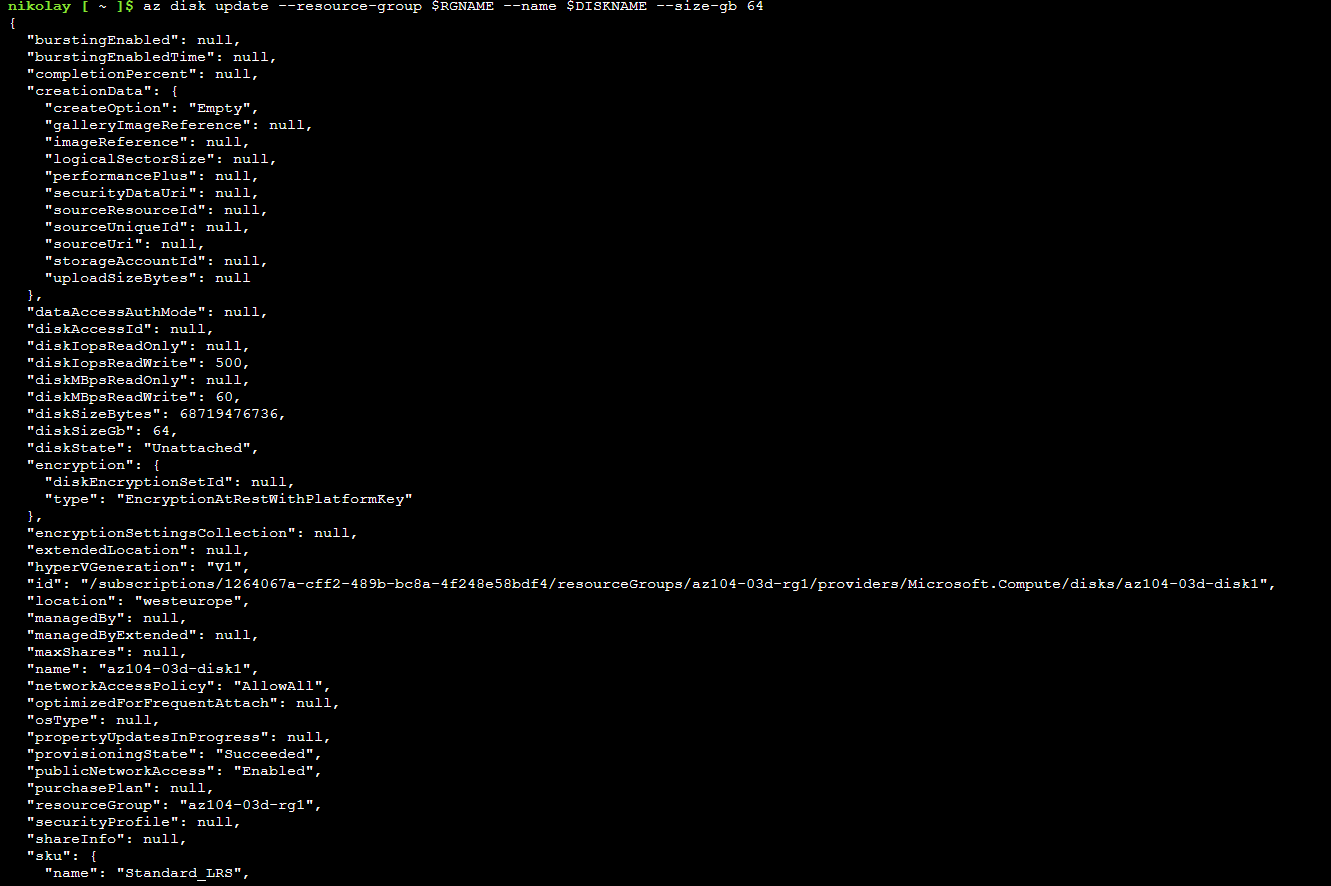 nikolay [ ~ ]$ az disk update --resource-group $RGNAME --name $DISKNAME --size-gb 64
{
  "burstingEnabled": null,
  "burstingEnabledTime": null,
  "completionPercent": null,
  "creationData": {
    "createOption": "Empty",
    "galleryImageReference": null,
    "imageReference": null,
    "logicalSectorSize": null,
    "performancePlus": null,
    "securityDataUri": null,
    "sourceResourceId": null,
    "sourceUniqueId": null,
    "sourceUri": null,
    "storageAccountId": null,
    "uploadSizeBytes": null
  },
  "dataAccessAuthMode": null,
  "diskAccessId": null,
  "diskIopsReadOnly": null,
  "diskIopsReadWrite": 500,
  "diskMBpsReadOnly": null,
  "diskMBpsReadWrite": 60,
  "diskSizeBytes": 68719476736,
  "diskSizeGb": 64,
  "diskState": "Unattached",
  "encryption": {
    "diskEncryptionSetId": null,
    "type": "EncryptionAtRestWithPlatformKey"
  },
  "encryptionSettingsCollection": null,
  "extendedLocation": null,
  "hyperVGeneration": "V1",
  "id": "/subscriptions/1264067a-cff2-489b-bc8a-4f248e58bdf4/resourceGroups/az104-03d-rg1/providers/Microsoft.Compute/disks/az104-03d-disk1",
  "location": "westeurope",
  "managedBy": null,
  "managedByExtended": null,
  "maxShares": null,
  "name": "az104-03d-disk1",
  "networkAccessPolicy": "AllowAll",
  "optimizedForFrequentAttach": null,
  "osType": null,
  "propertyUpdatesInProgress": null,
  "provisioningState": "Succeeded",
  "publicNetworkAccess": "Enabled",
  "purchasePlan": null,
  "resourceGroup": "az104-03d-rg1",
  "securityProfile": null,
  "shareInfo": null,
  "sku": {
    "name": "Standard_LRS",